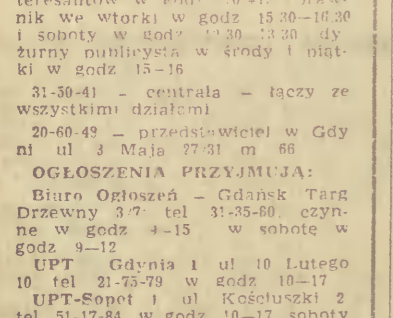 nik we wtorki w godz 15 30—16.30
i soboty w godz 30 13.30 dy
żurny publicysta w środy i piąt-
ki w godz 15—16
31-50-41 — centrala — łączy ze
wszystkimi działami
20-60-49 — przedstawiciel w Gdy
ni ul 3 Maja 27/31 m 66
OGŁOSZENIA PRZYJMUJĄ:
Biuro Ogłoszeń — Gdańsk Targ
Drzewny 3/7 tel 31-35-60. czyn-
ne w godz -15 w sobotę w
godz 9—12
UPT Gdynia 1 ul 10 Lutego
10 tel 21-75-79 w godz 10—17
UPT-Sopot 1 ul Kościuszki 2
tel 51-17-84 w godz 10—17 soboty